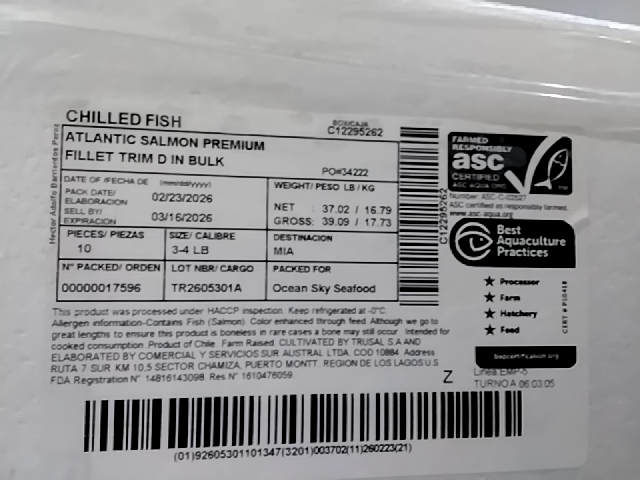 CHILLED FISH
BOX/CAJA
C12295262
ATLANTIC SALMON PREMIUM
FILLET TRIM D IN BULK
PO#34222
DATE OF /FECHA DE (mm/dd/yyyy)
PACK DATE/
ELABORACION 02/23/2026
SELL BY/
EXPIRACION 03/16/2026
WEIGHT/ PESO LB / KG
NET : 37.02 / 16.79
GROSS: 39.09 / 17.73
PIECES/ PIEZAS
10
SIZE/ CALIBRE
3-4 LB
DESTINACION
MIA
N° PACKED/ ORDEN
00000017596
LOT NBR/ CARGO
TR2605301A
PACKED FOR
Ocean Sky Seafood
Hector Adolfo Barrientos Perez
C12295262
FARMED
RESPONSIBLY
asc
CERTIFIED
ASC-AQUA.ORG
TM
Number: ASC-C-02527
ASC certified as responsibly farmed.
www.asc-aqua.org
Best
Aquaculture
Practices
★ Processor
★ Farm
★ Hatchery
★ Feed
bapcertification.org
Linea:EMP-6
TURNO A 06:03:05
Z
This product was processed under HACCP inspection. Keep refrigerated at -0°C.
Allergen information-Contains Fish (Salmon). Color enhanced through feed. Although we go to
great lengths to ensure this product is boneless in rare cases a bone may still occur. Intended for
cooked consumption. Product of Chile. Farm Raised. CULTIVATED BY TRUSAL S.A AND
ELABORATED BY COMERCIAL Y SERVICIOS SUR AUSTRAL LTDA. COD 10884. Address
RUTA 7 SUR KM 10,5 SECTOR CHAMIZA, PUERTO MONTT. REGION DE LOS LAGOS U.S
FDA Registration N° 14816143098. Res N° 1610476059
(01)92605301101347(3201)003702(11)260223(21)